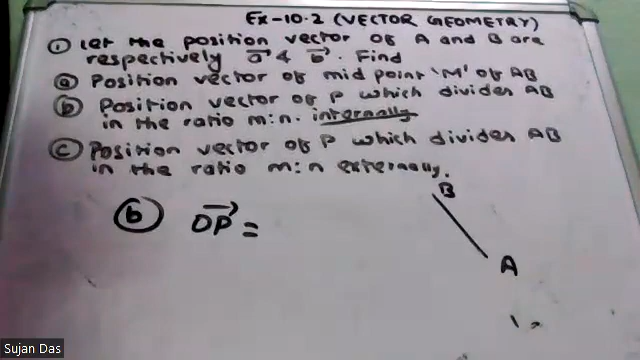 Ex-10.2 (VECTOR GEOMETRY)
① Let the position vector of A and B are
respectively a⃗ & b⃗. Find
ⓐ Position vector of mid point 'M' of AB
ⓑ Position vector of P which divides AB
in the ratio m:n. internally
ⓒ Position vector of P which divides AB
in the ratio m:n externally.
ⓑ OP⃗ =
B
A
Sujan Das